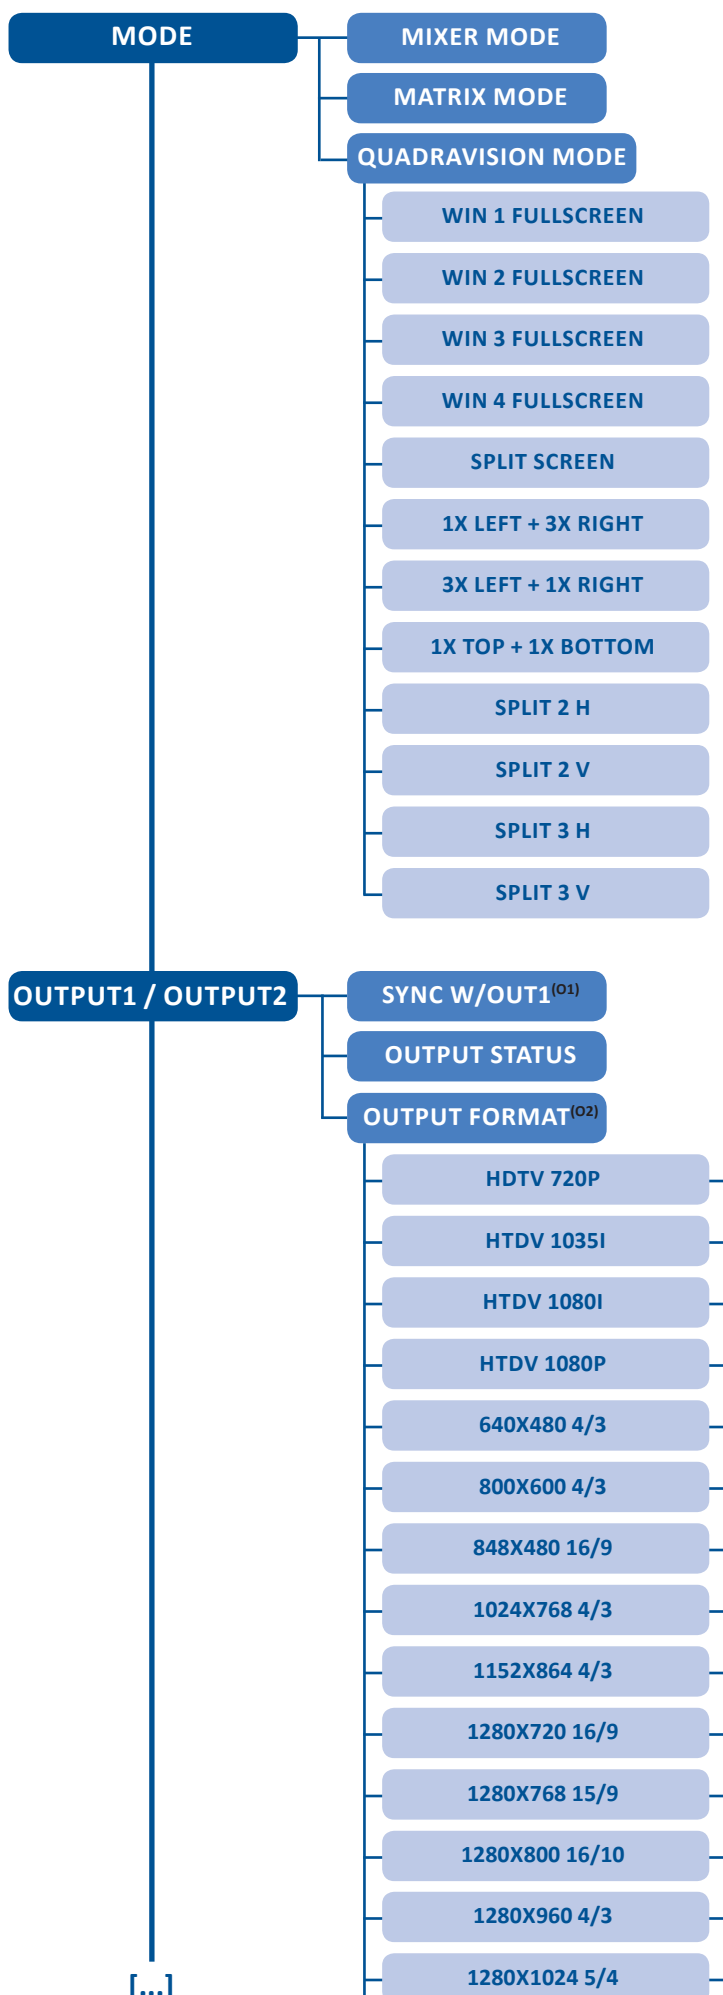 MODE
MIXER MODE
MATRIX MODE
QUADRAVISION MODE
WIN 1 FULLSCREEN
WIN 2 FULLSCREEN
WIN 3 FULLSCREEN
WIN 4 FULLSCREEN
SPLIT SCREEN
1X LEFT + 3X RIGHT
3X LEFT + 1X RIGHT
1X TOP + 1X BOTTOM
SPLIT 2 H
SPLIT 2 V
SPLIT 3 H
SPLIT 3 V
OUTPUT1 / OUTPUT2
SYNC W/OUT1(O1)
OUTPUT STATUS
OUTPUT FORMAT(O2)
HDTV 720P
HTDV 1035I
HTDV 1080I
HTDV 1080P
640X480 4/3
800X600 4/3
848X480 16/9
1024X768 4/3
1152X864 4/3
1280X720 16/9
1280X768 15/9
1280X800 16/10
1280X960 4/3
1280X1024 5/4
[...]